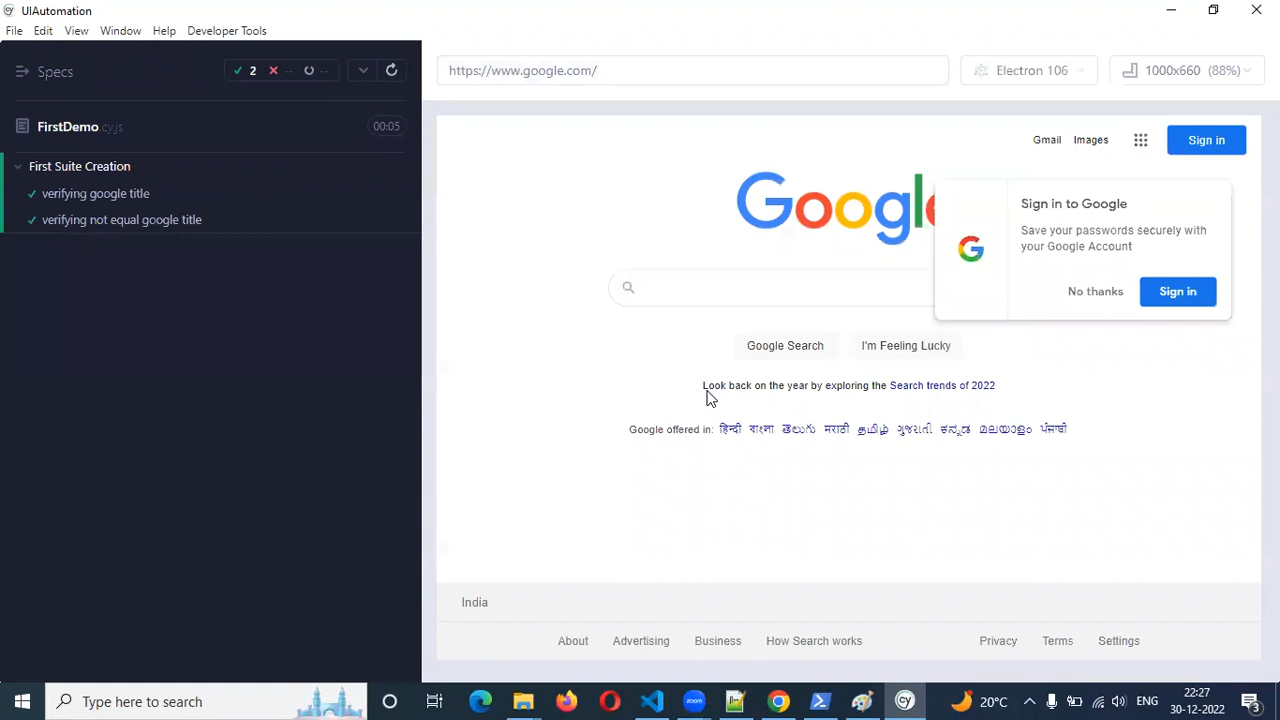 UIAutomation
File Edit View Window Help Developer Tools
Specs
2 -- --
https://www.google.com/
Electron 106
1000x660 (88%)
FirstDemo.cy.js
00:05
First Suite Creation
verifying google title
verifying not equal google title
Gmail Images
Sign in
Google
Sign in to Google
Save your passwords securely with
your Google Account
No thanks
Sign in
Google Search
I'm Feeling Lucky
Look back on the year by exploring the Search trends of 2022
Google offered in: हिन्दी বাংলা తెలుగు मराठी தமிழ் ગુજરાતી ಕನ್ನಡ മലയാളം ਪੰਜਾਬੀ
India
About Advertising Business How Search works Privacy Terms Settings
Type here to search
20°C
ENG
22:27
30-12-2022
3